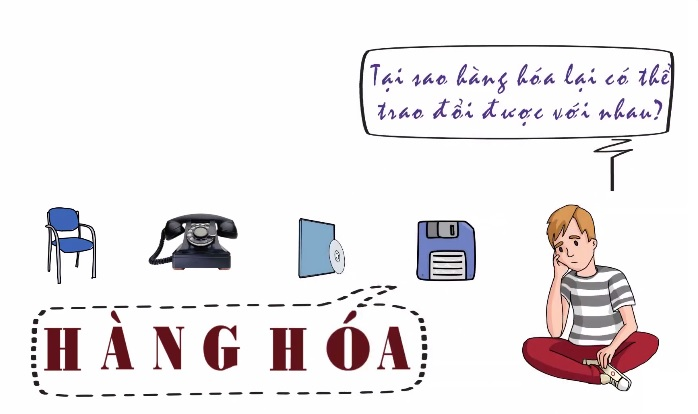 Tại sao hàng hóa lại có thể
trao đổi được với nhau?
HÀNG HÓA